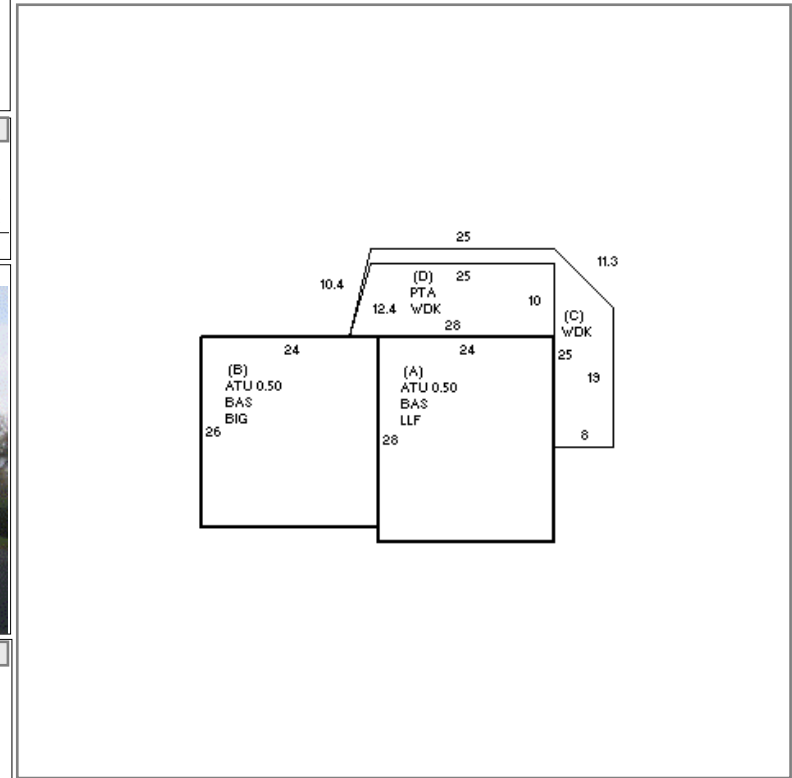 25
11.3
10.4
(D) 25
PTA
12.4 WDK
10
28
(C)
WDK
25
19
8
24
(B)
ATU 0.50
BAS
BIG
26
24
(A)
ATU 0.50
BAS
LLF
28